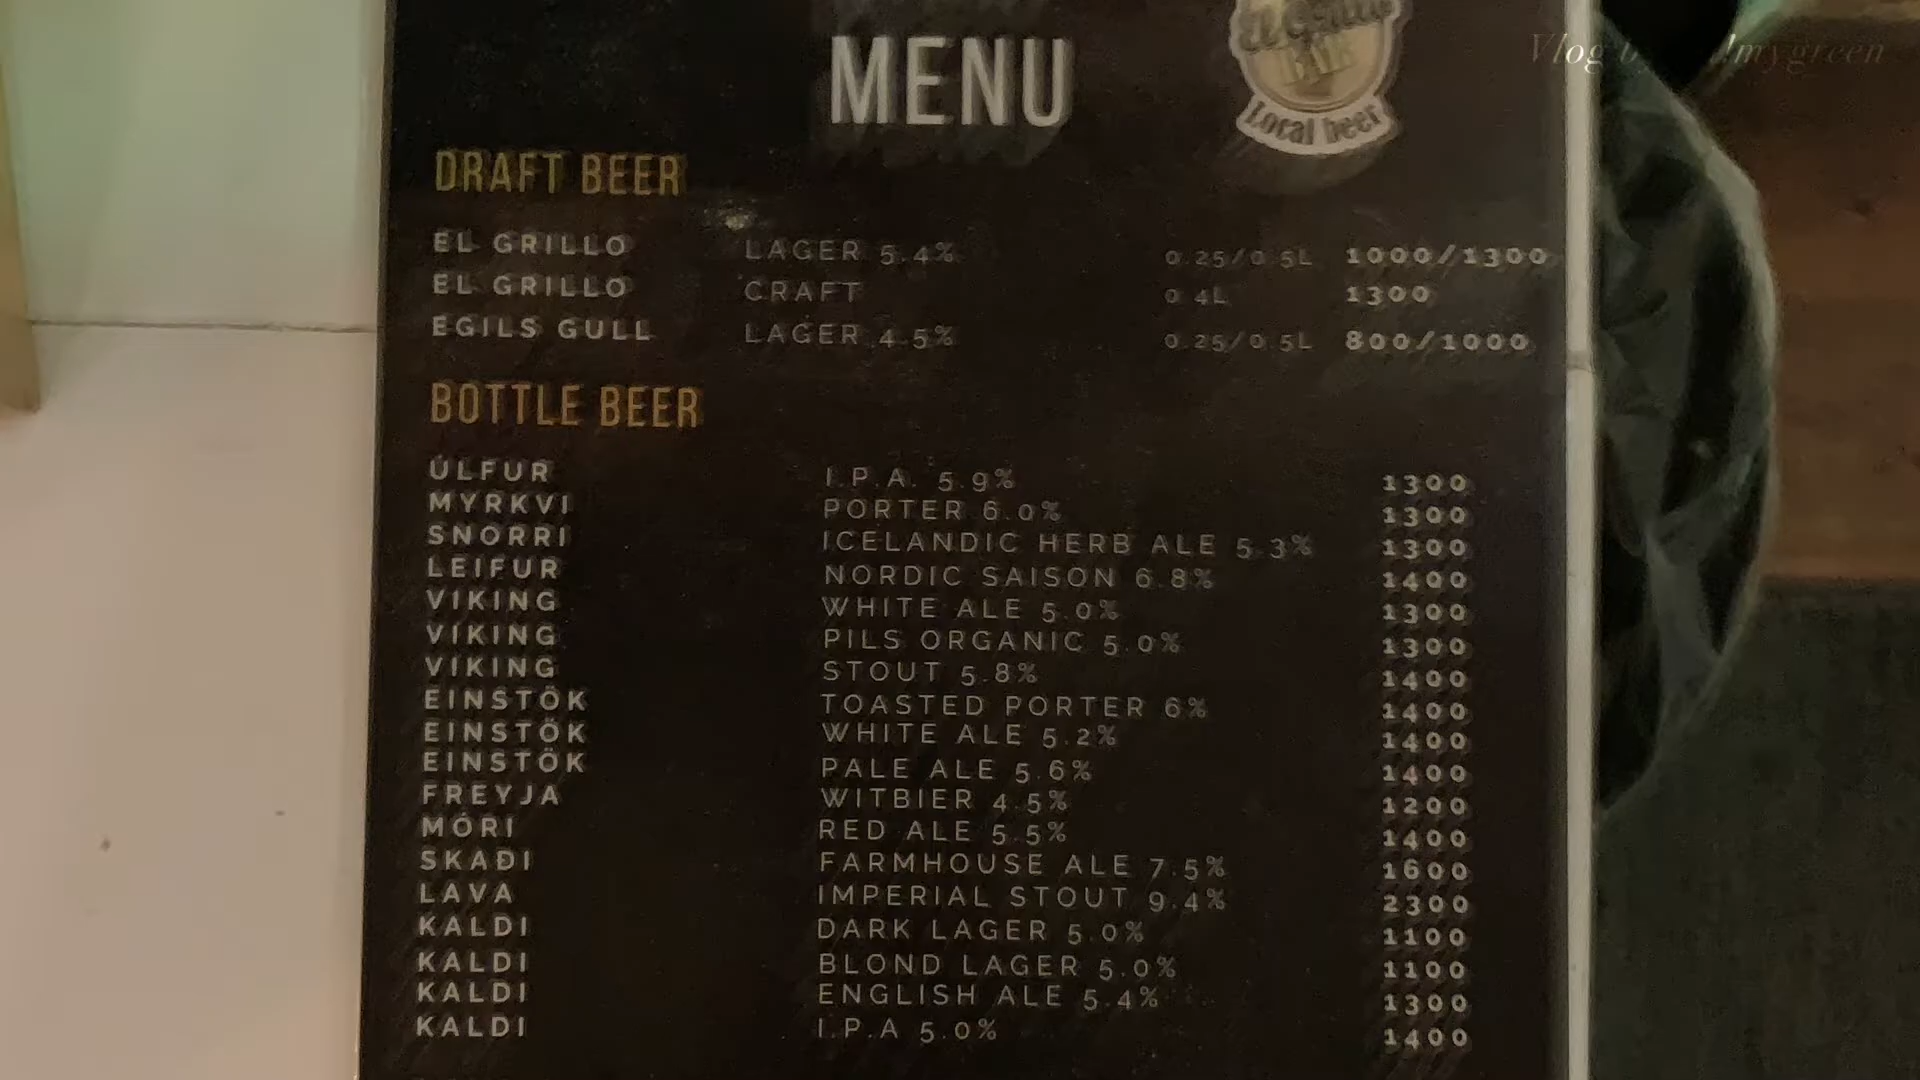 MENU
El Grillo
BAR
Local beer
Vlog
mygreen
DRAFT BEER
EL GRILLO LAGER 5.4% 0.25/0.5L 1000/1300
EL GRILLO CRAFT 0.4L 1300
EGILS GULL LAGER 4.5% 0.25/0.5L 800/1000
BOTTLE BEER
ÚLFUR I.P.A. 5.9% 1300
MYRKVI PORTER 6.0% 1300
SNORRI ICELANDIC HERB ALE 5.3% 1300
LEIFUR NORDIC SAISON 6.8% 1400
VIKING WHITE ALE 5.0% 1300
VIKING PILS ORGANIC 5.0% 1300
VIKING STOUT 5.8% 1400
EINSTÖK TOASTED PORTER 6% 1400
EINSTÖK WHITE ALE 5.2% 1400
EINSTÖK PALE ALE 5.6% 1400
FREYJA WITBIER 4.5% 1200
MÓRI RED ALE 5.5% 1400
SKAÐI FARMHOUSE ALE 7.5% 1600
LAVA IMPERIAL STOUT 9.4% 2300
KALDI DARK LAGER 5.0% 1100
KALDI BLOND LAGER 5.0% 1100
KALDI ENGLISH ALE 5.4% 1300
KALDI I.P.A 5.0% 1400